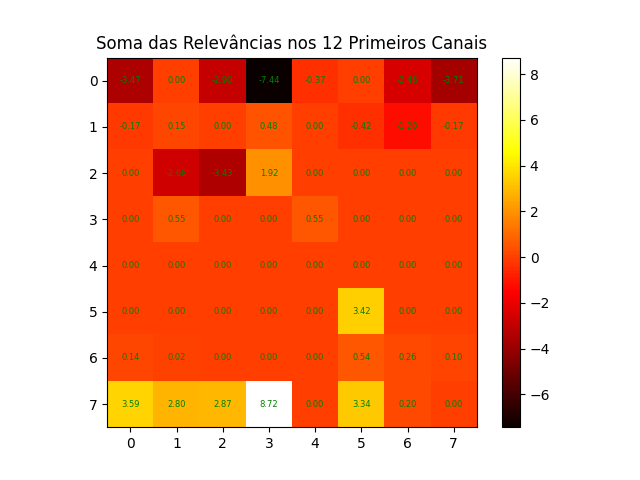 Soma das Relevâncias nos 12 Primeiros Canais
0 0.00 -7.44 -0.37 0.00
1 -0.17 0.15 0.00 0.48 0.00 -0.42 -0.17
2 0.00 1.92 0.00 0.00 0.00 0.00
3 0.00 0.55 0.00 0.00 0.55 0.00 0.00 0.00
4 0.00 0.00 0.00 0.00 0.00 0.00 0.00 0.00
5 0.00 0.00 0.00 0.00 0.00 3.42 0.00 0.00
6 0.14 0.02 0.00 0.00 0.00 0.54 0.26 0.10
7 3.59 2.80 2.87 8.72 0.00 3.34 0.20 0.00
0 1 2 3 4 5 6 7
8
6
4
2
0
−2
−4
−6